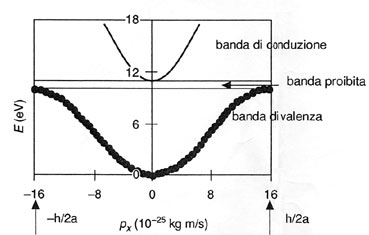 18
banda di conduzione
12
banda proibita
E (eV)
6
banda di valenza
0
-16
-8
0
8
16
-h/2a
px (10-25 kg m/s)
h/2a